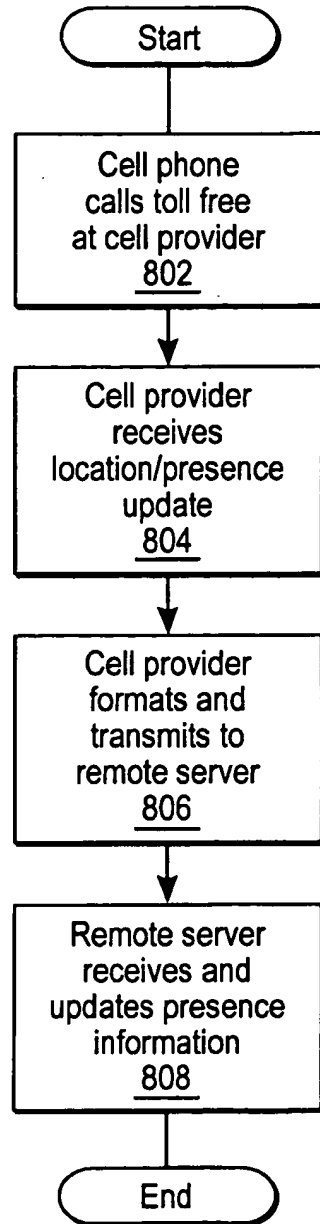 Start
Cell phone
calls toll free
at cell provider
802
Cell provider
receives
location/presence
update
804
Cell provider
formats and
transmits to
remote server
806
Remote server
receives and
updates presence
information
808
End